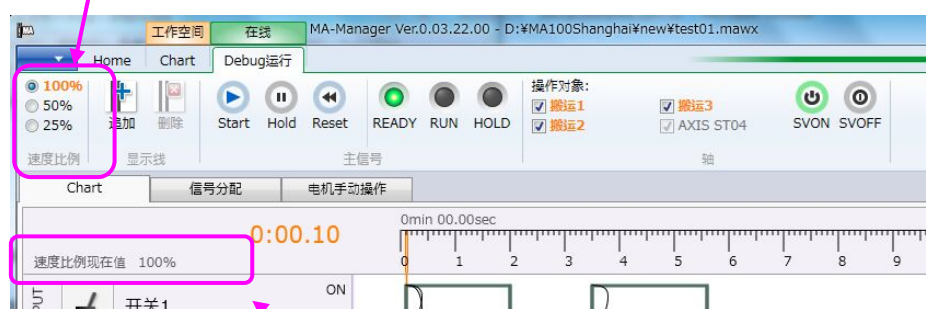 工作空间 在线 MA-Manager Ver.0.03.22.00 - D:¥MA100Shanghai¥new¥test01.mawx
Home Chart Debug运行
100%
50%
25%
速度比例
追加 删除
显示线
Start Hold Reset READY RUN HOLD
主信号
操作对象:
搬运1 搬运3
搬运2 AXIS ST04
SVON SVOFF
轴
Chart 信号分配 电机手动操作
0:00.10
0min 00.00sec
0 1 2 3 4 5 6 7 8 9
速度比例现在值 100%
开关1
ON